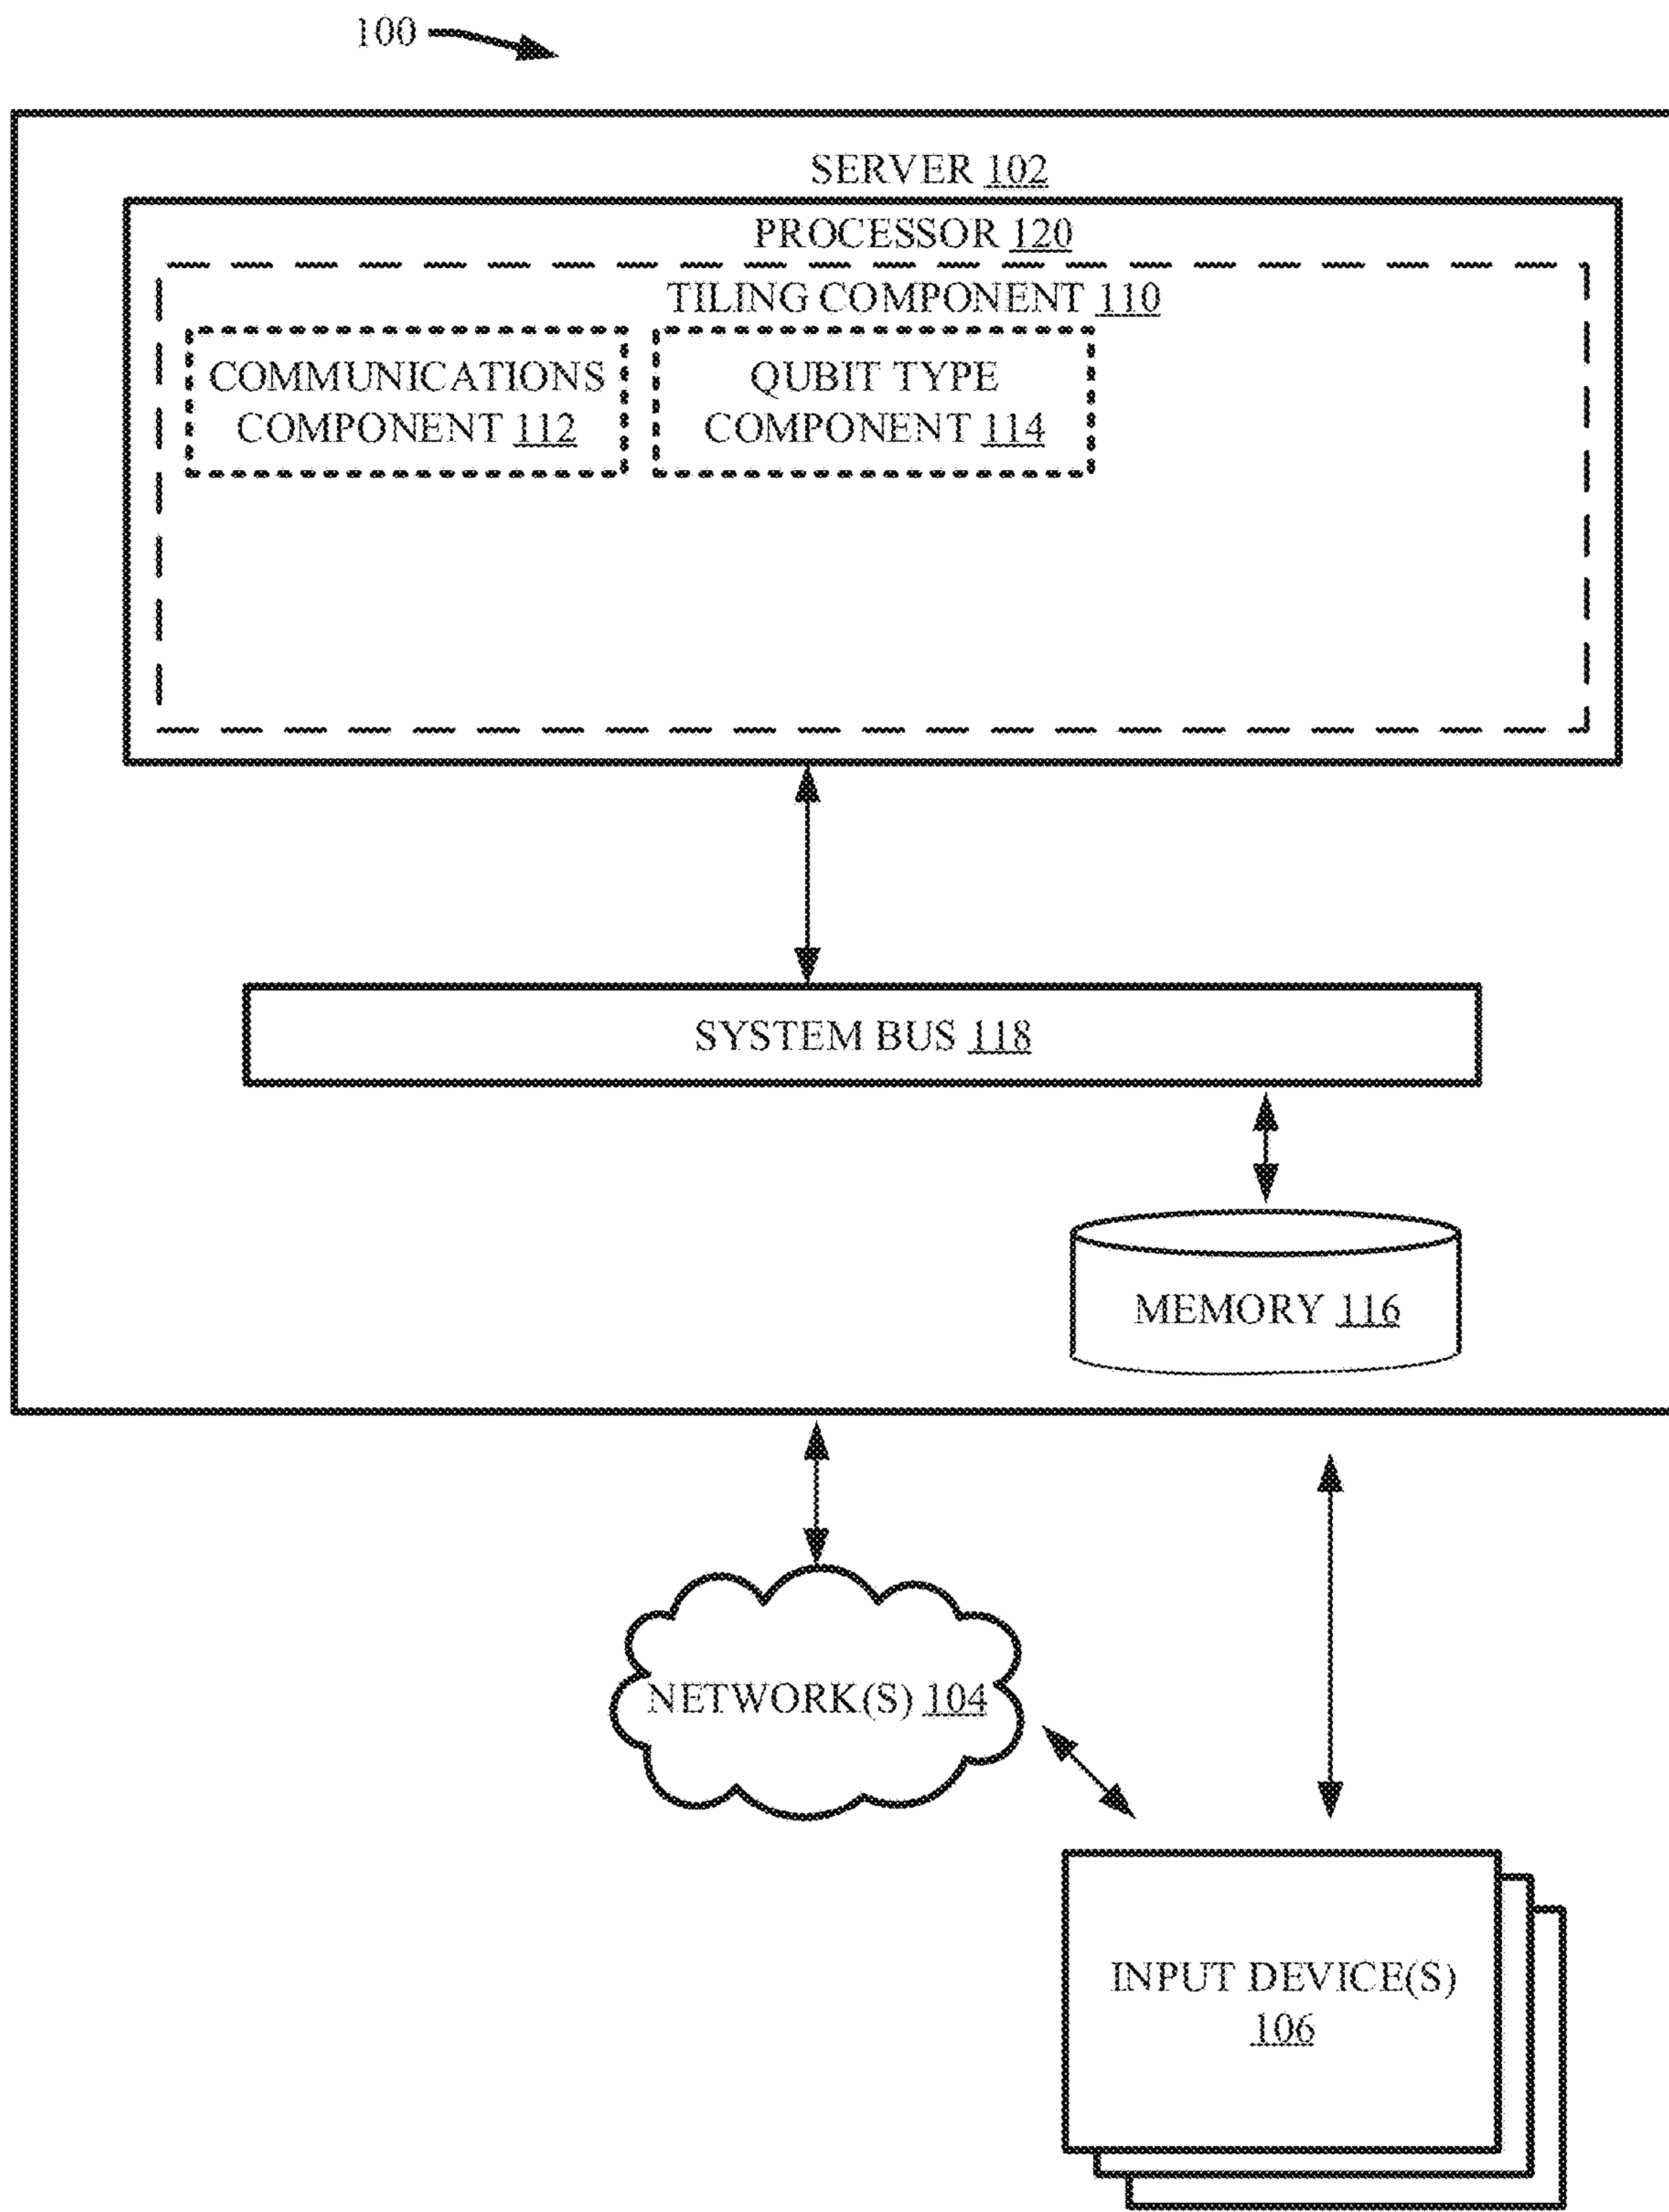 100
SERVER 102
PROCESSOR 120
TILING COMPONENT 110
COMMUNICATIONS
COMPONENT 112
QUBIT TYPE
COMPONENT 114
SYSTEM BUS 118
MEMORY 116
NETWORK(S) 104
INPUT DEVICE(S)
106